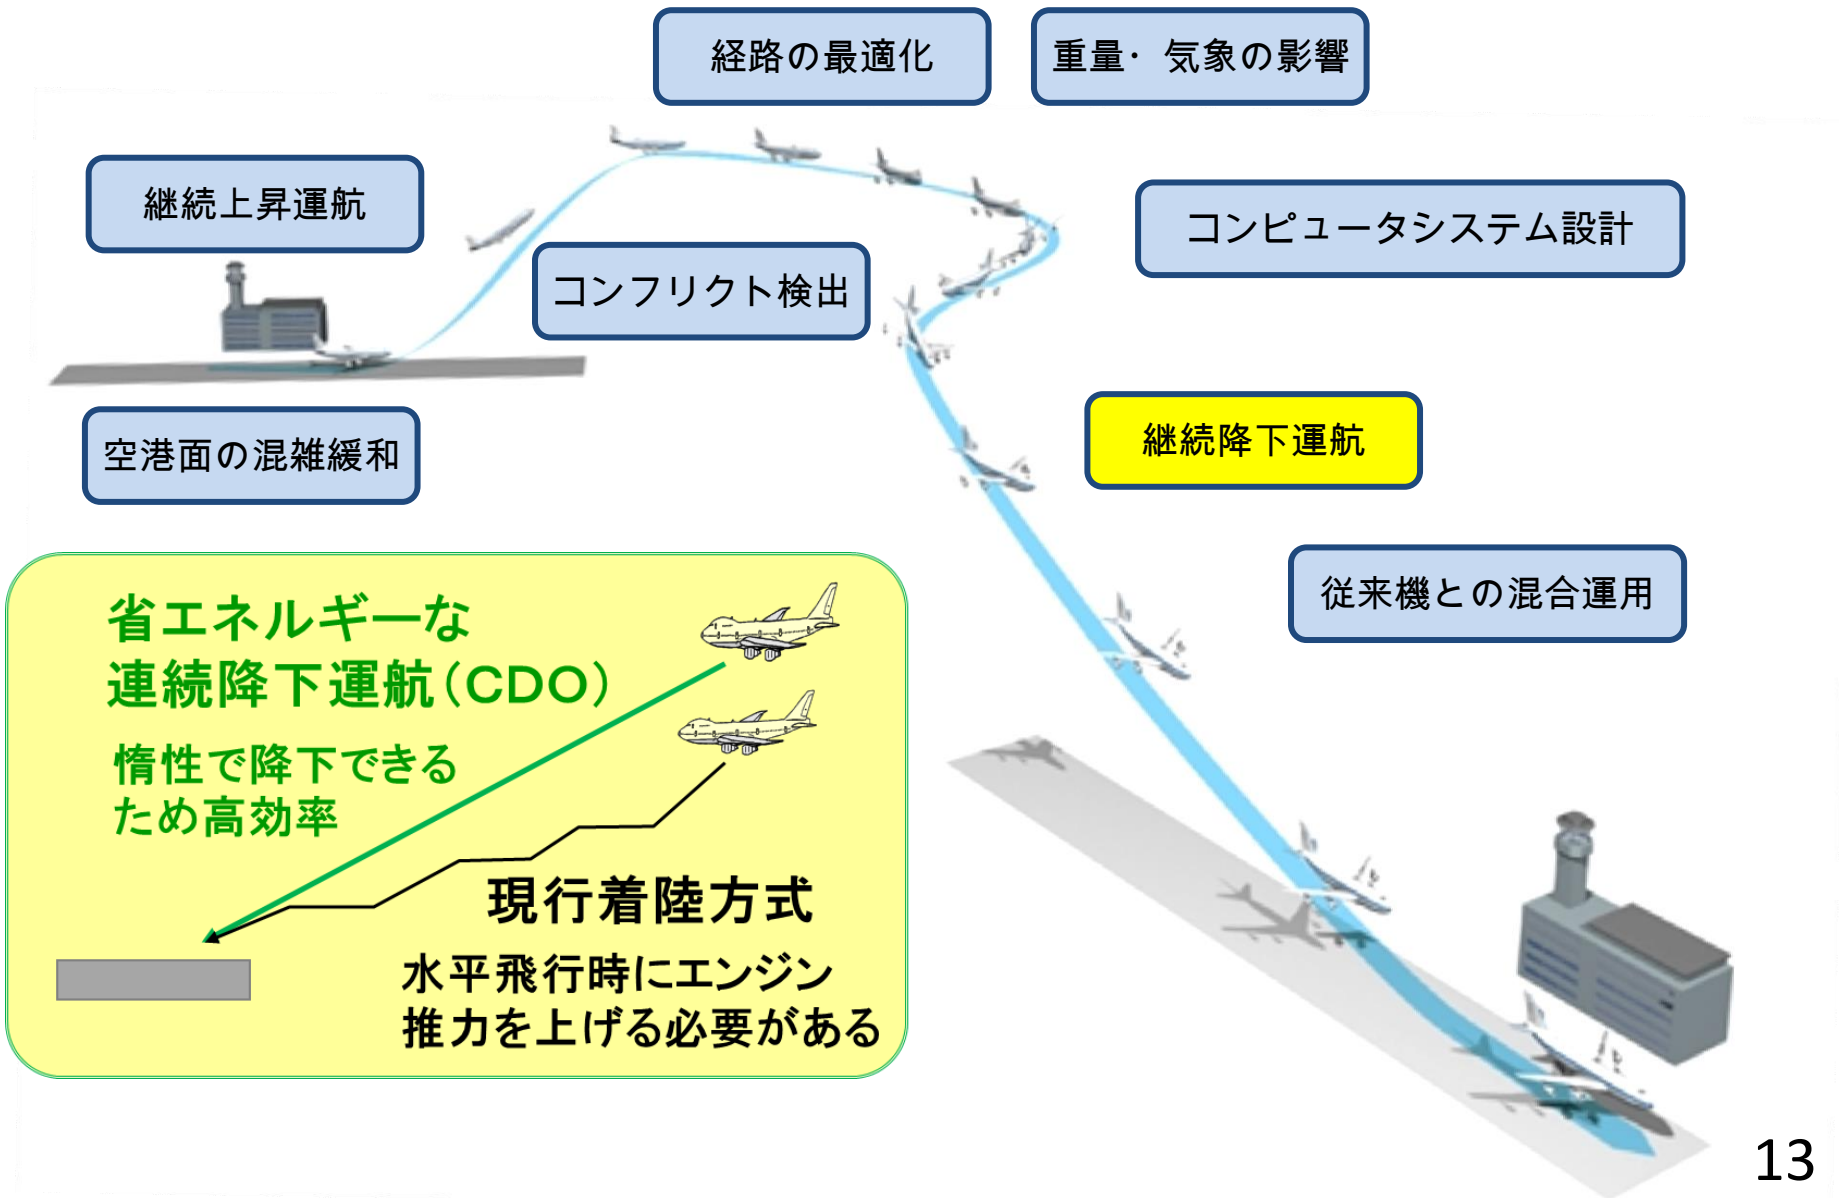 経路の最適化
重量・気象の影響
継続上昇運航
コンピュータシステム設計
コンフリクト検出
継続降下運航
空港面の混雑緩和
従来機との混合運用
省エネルギーな
連続降下運航(CDO)
惰性で降下できる
ため高効率
現行着陸方式
水平飛行時にエンジン
推力を上げる必要がある
13